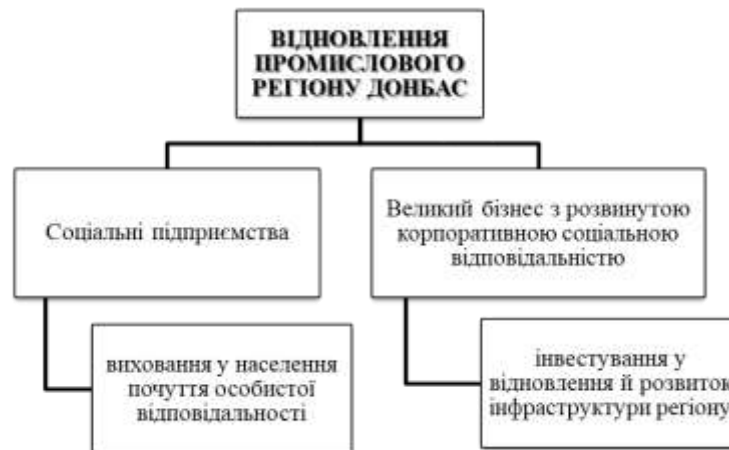 ВІДНОВЛЕННЯ
ПРОМИСЛОВОГО
РЕГІОНУ ДОНБАС
Соціальні підприємства
Великий бізнес з розвинутою
корпоративною соціальною
відповідальністю
виховання у населення
почуття особистої
відповідальності
інвестування у
відновлення й розвиток
інфраструктури регіону